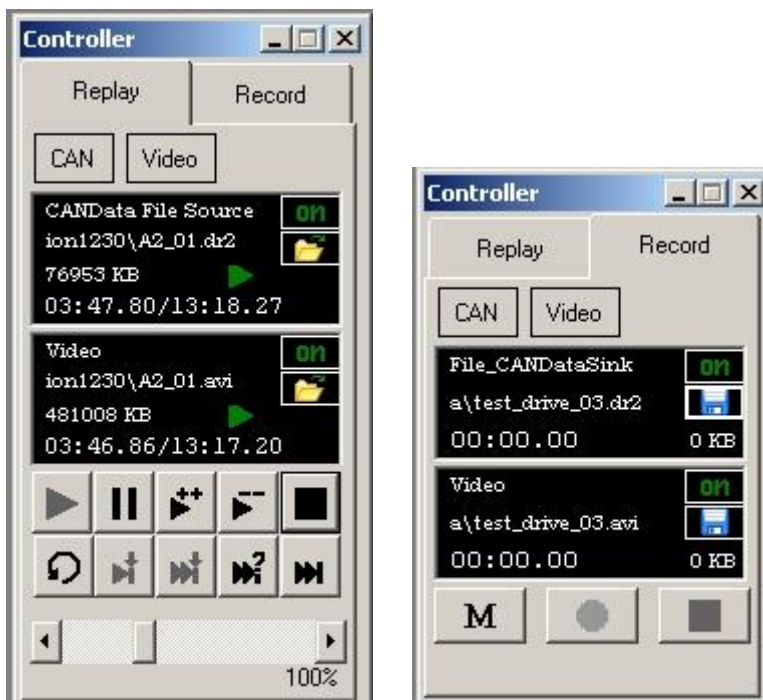 Controller
Replay Record
CAN Video
CANData File Source on
ion1230\A2_01.dr2
76953 KB
03:47.80/13:18.27
Video on
ion1230\A2_01.avi
481008 KB
03:46.86/13:17.20
++ --
?
100%
Controller
Replay Record
CAN Video
File_CANDataSink on
a\test_drive_03.dr2
00:00.00 0 KB
Video on
a\test_drive_03.avi
00:00.00 0 KB
M